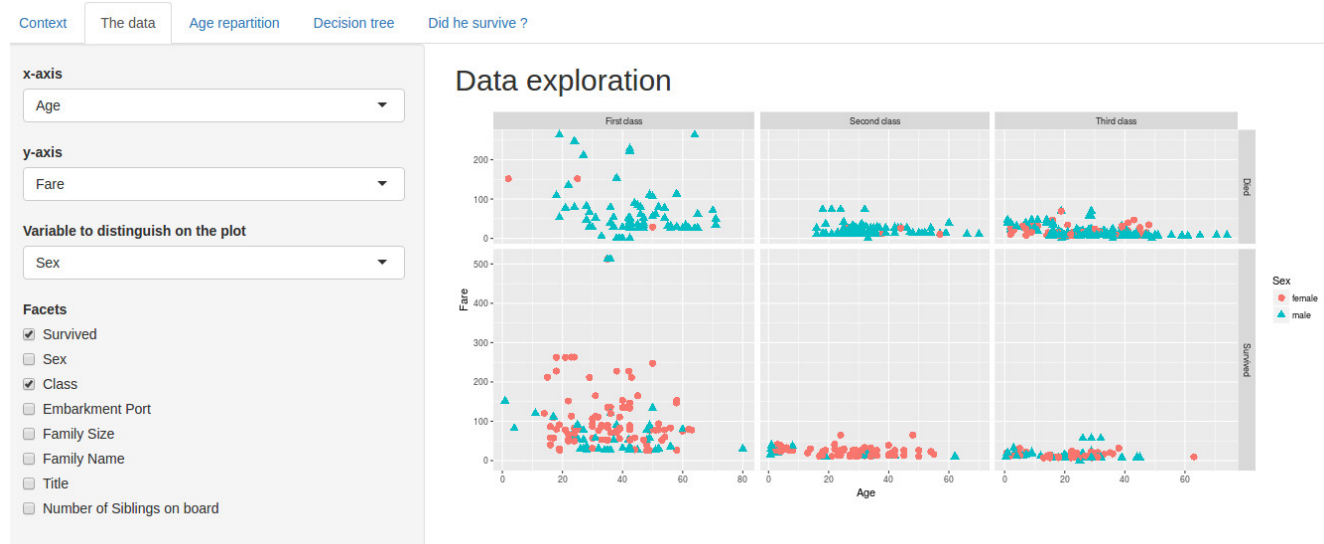 Context The data Age repartition Decision tree Did he survive ?
x-axis
Age
y-axis
Fare
Variable to distinguish on the plot
Sex
Facets
Survived
Sex
Class
Embarkment Port
Family Size
Family Name
Title
Number of Siblings on board
Data exploration
First class Second class Third class
200
100
0
Died
500
400
300
200
100
0
Survived
Fare
0 20 40 60 80 0 20 40 60 0 20 40 60
Age
Sex
female
male